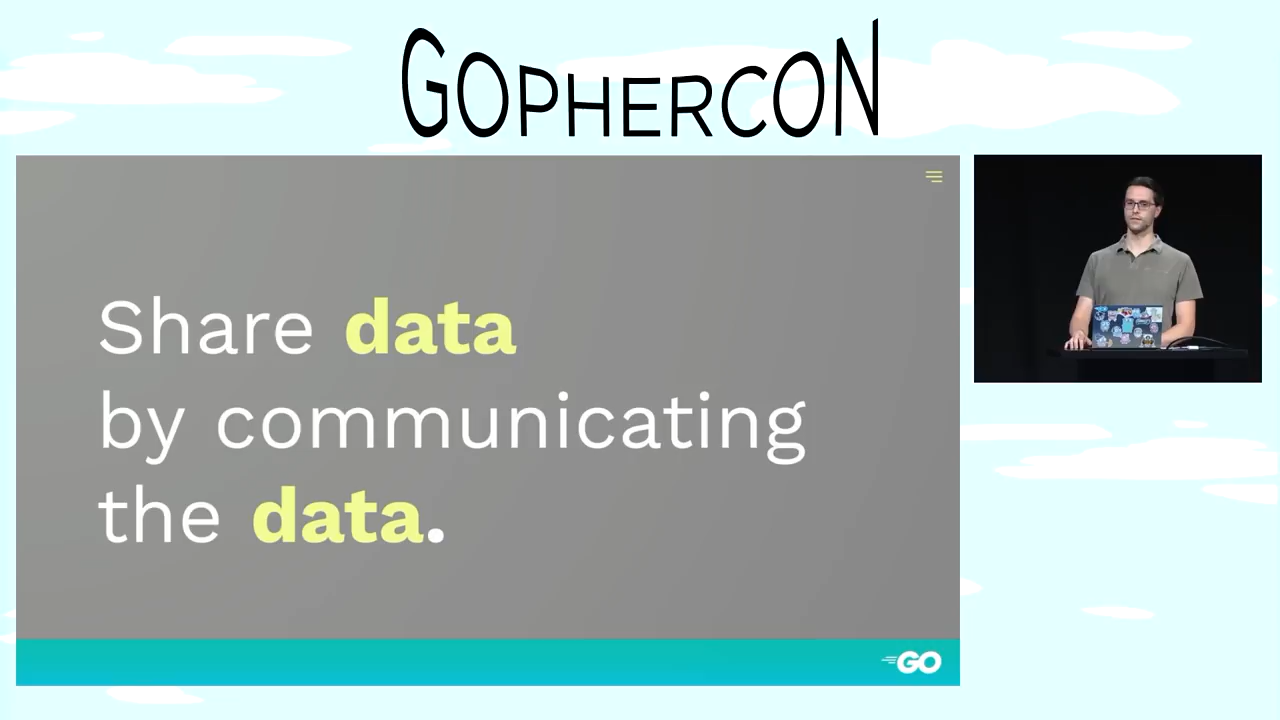 GOPHERCON
Share data
by communicating
the data.
GO